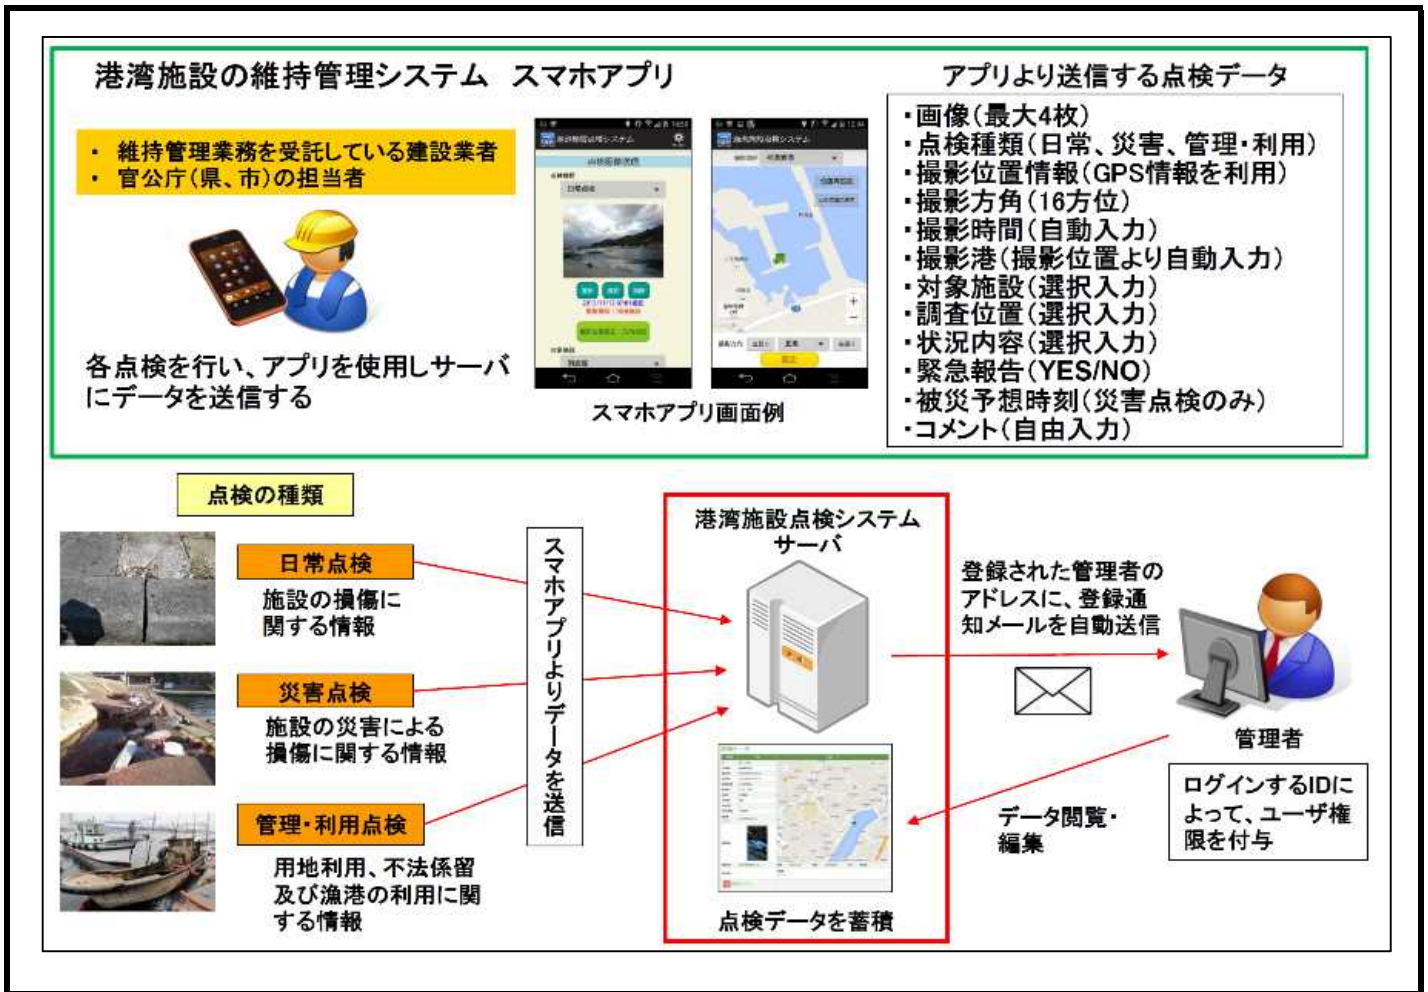 港湾施設の維持管理システム　スマホアプリ
・ 維持管理業務を受託している建設業者
・ 官公庁（県、市）の担当者
各点検を行い、アプリを使用しサーバ
にデータを送信する
日常点検
スマホアプリ画面例
アプリより送信する点検データ
・画像（最大4枚）
・点検種類（日常、災害、管理・利用）
・撮影位置情報（GPS情報を利用）
・撮影方角（16方位）
・撮影時間（自動入力）
・撮影港（撮影位置より自動入力）
・対象施設（選択入力）
・調査位置（選択入力）
・状況内容（選択入力）
・緊急報告（YES/NO）
・被災予想時刻（災害点検のみ）
・コメント（自由入力）
点検の種類
日常点検
施設の損傷に
関する情報
災害点検
施設の災害による
損傷に関する情報
管理・利用点検
用地利用、不法係留
及び漁港の利用に関
する情報
スマホアプリよりデータを送信
港湾施設点検システム
サーバ
点検データを蓄積
登録された管理者の
アドレスに、登録通
知メールを自動送信
データ閲覧・
編集
管理者
ログインするIDに
よって、ユーザ権
限を付与